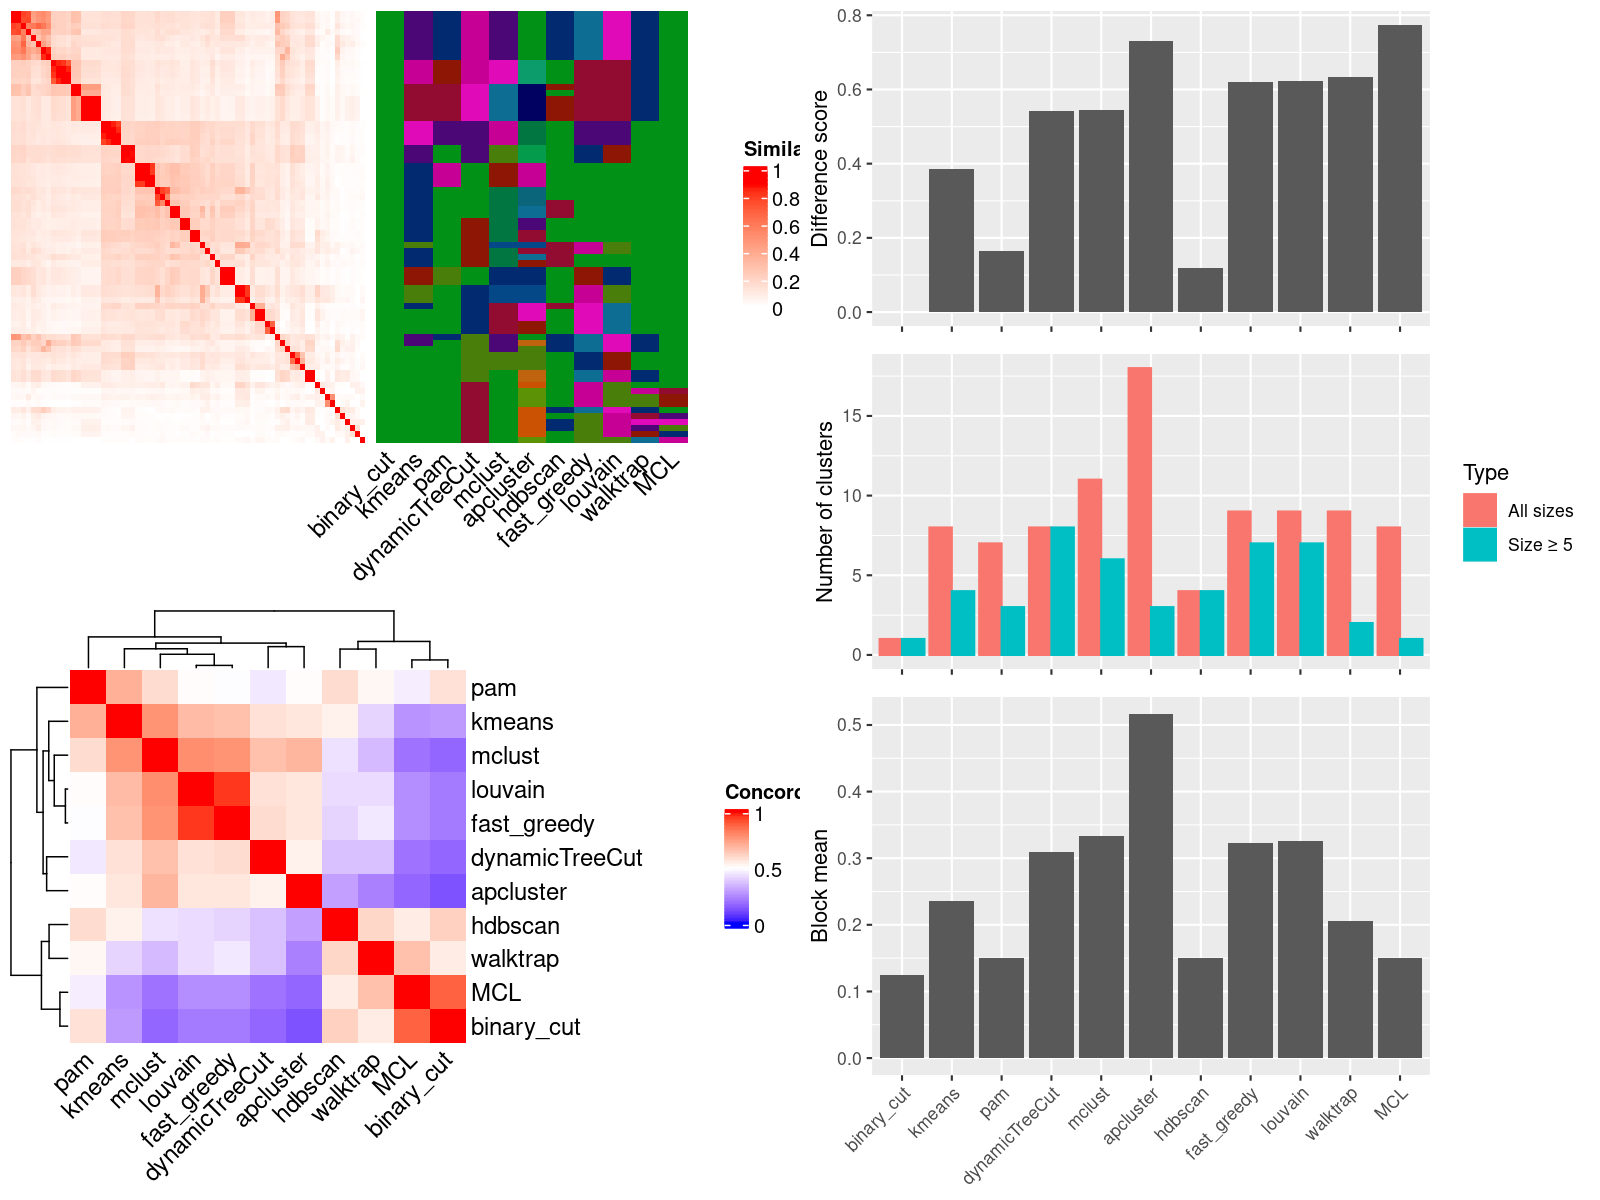 Simila
1
0.8
0.6
0.4
0.2
0
binary_cut
kmeans
pam
dynamicTreeCut
mclust
apcluster
hdbscan
fast_greedy
louvain
walktrap
MCL
Difference score
0.8
0.6
0.4
0.2
0.0
Number of clusters
15
10
5
0
Type
All sizes
Size ≥ 5
pam
kmeans
mclust
louvain
fast_greedy
dynamicTreeCut
apcluster
hdbscan
walktrap
MCL
binary_cut
pam
kmeans
mclust
louvain
fast_greedy
dynamicTreeCut
apcluster
hdbscan
walktrap
MCL
binary_cut
Concord
1
0.5
0
Block mean
0.5
0.4
0.3
0.2
0.1
0.0
binary_cut
kmeans
pam
dynamicTreeCut
mclust
apcluster
hdbscan
fast_greedy
louvain
walktrap
MCL